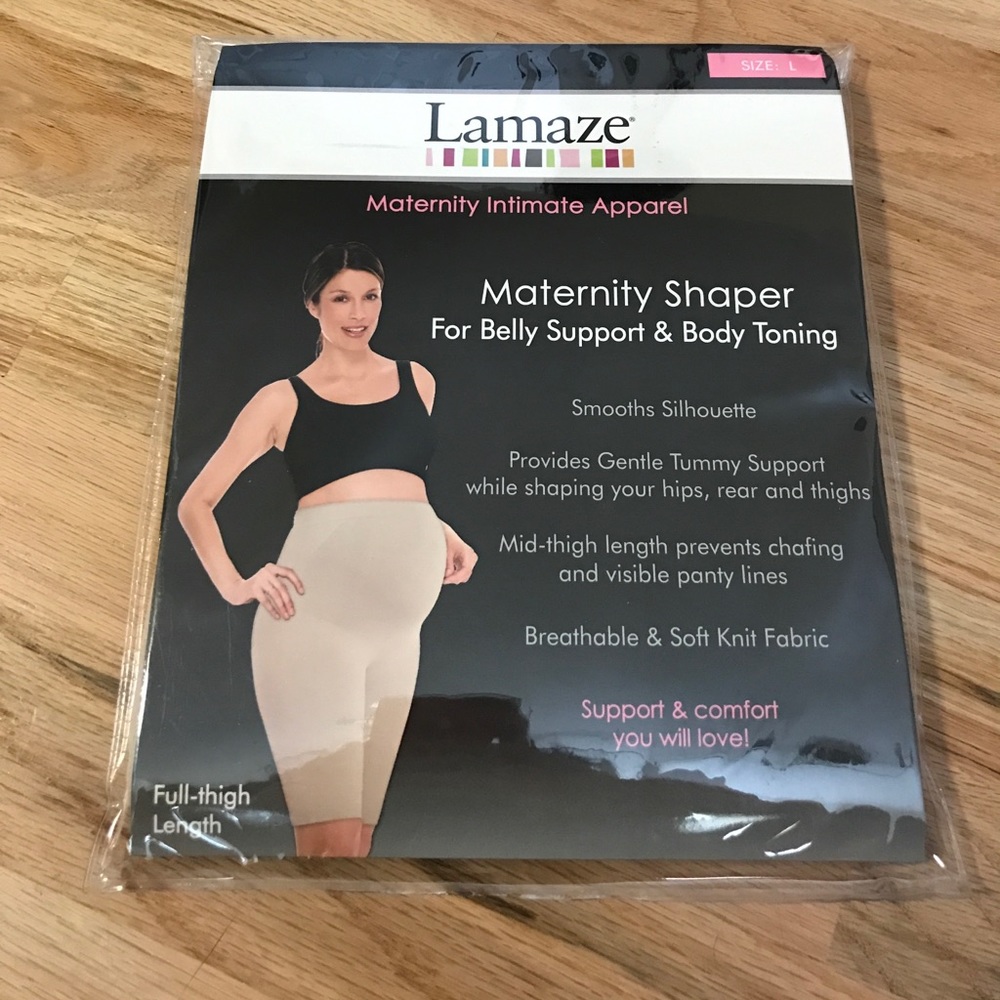 SIZE: L
Lamaze®
Maternity Intimate Apparel
Maternity Shaper
For Belly Support & Body Toning
Smooths Silhouette
Provides Gentle Tummy Support
while shaping your hips, rear and thighs
Mid-thigh length prevents chafing
and visible panty lines
Breathable & Soft Knit Fabric
Support & comfort
you will love!
Full-thigh
Length